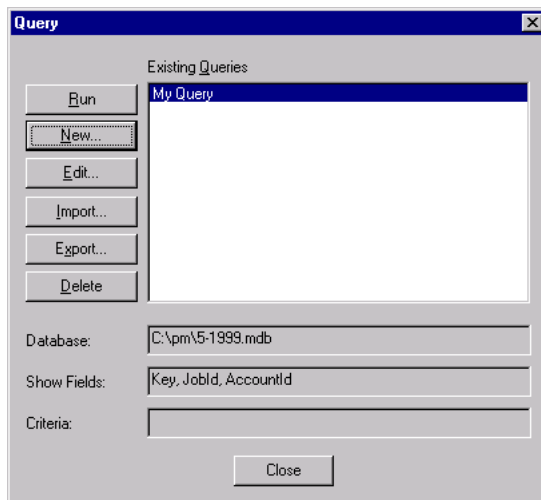 Query
Existing Queries
Run
My Query
New...
Edit...
Import...
Export...
Delete
Database:
C:\pm\5-1999.mdb
Show Fields:
Key, JobId, AccountId
Criteria:
Close